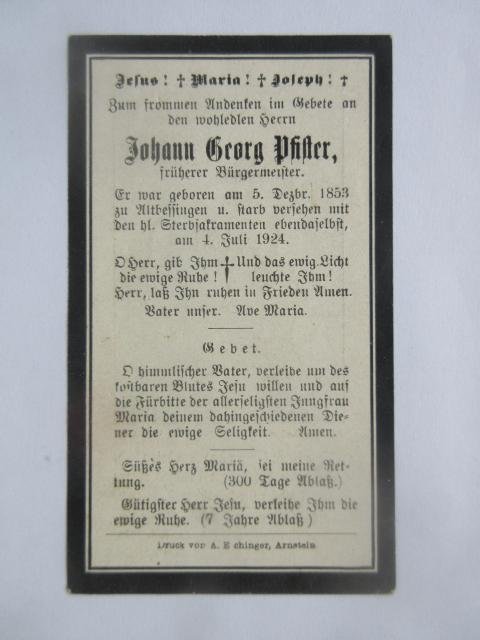 Jesus! † Maria! † Joseph! †
Zum frommen Andenken im Gebete an
den wohledlen Herrn
Johann Georg Pfister,
früherer Bürgermeister.
Er war geboren am 5. Dezbr. 1853
zu Altbessingen u. starb versehen mit
den hl. Sterbsakramenten ebendaselbst,
am 4. Juli 1924.
O Herr, gib Ihm † Und das ewig. Licht
die ewige Ruhe! leuchte Ihm!
Herr, laß Ihn ruhen in Frieden Amen.
Vater unser. Ave Maria.
Gebet.
O himmlischer Vater, verleihe um des
kostbaren Blutes Jesu willen und auf
die Fürbitte der allerseligsten Jungfrau
Maria deinem dahingeschiedenen Die-
ner die ewige Seligkeit. Amen.
Süßes Herz Mariä, sei meine Ret-
tung. (300 Tage Ablaß.)
Gütigster Herr Jesu, verleihe Ihm die
ewige Ruhe. (7 Jahre Ablaß)
Druck von A. Arnstein